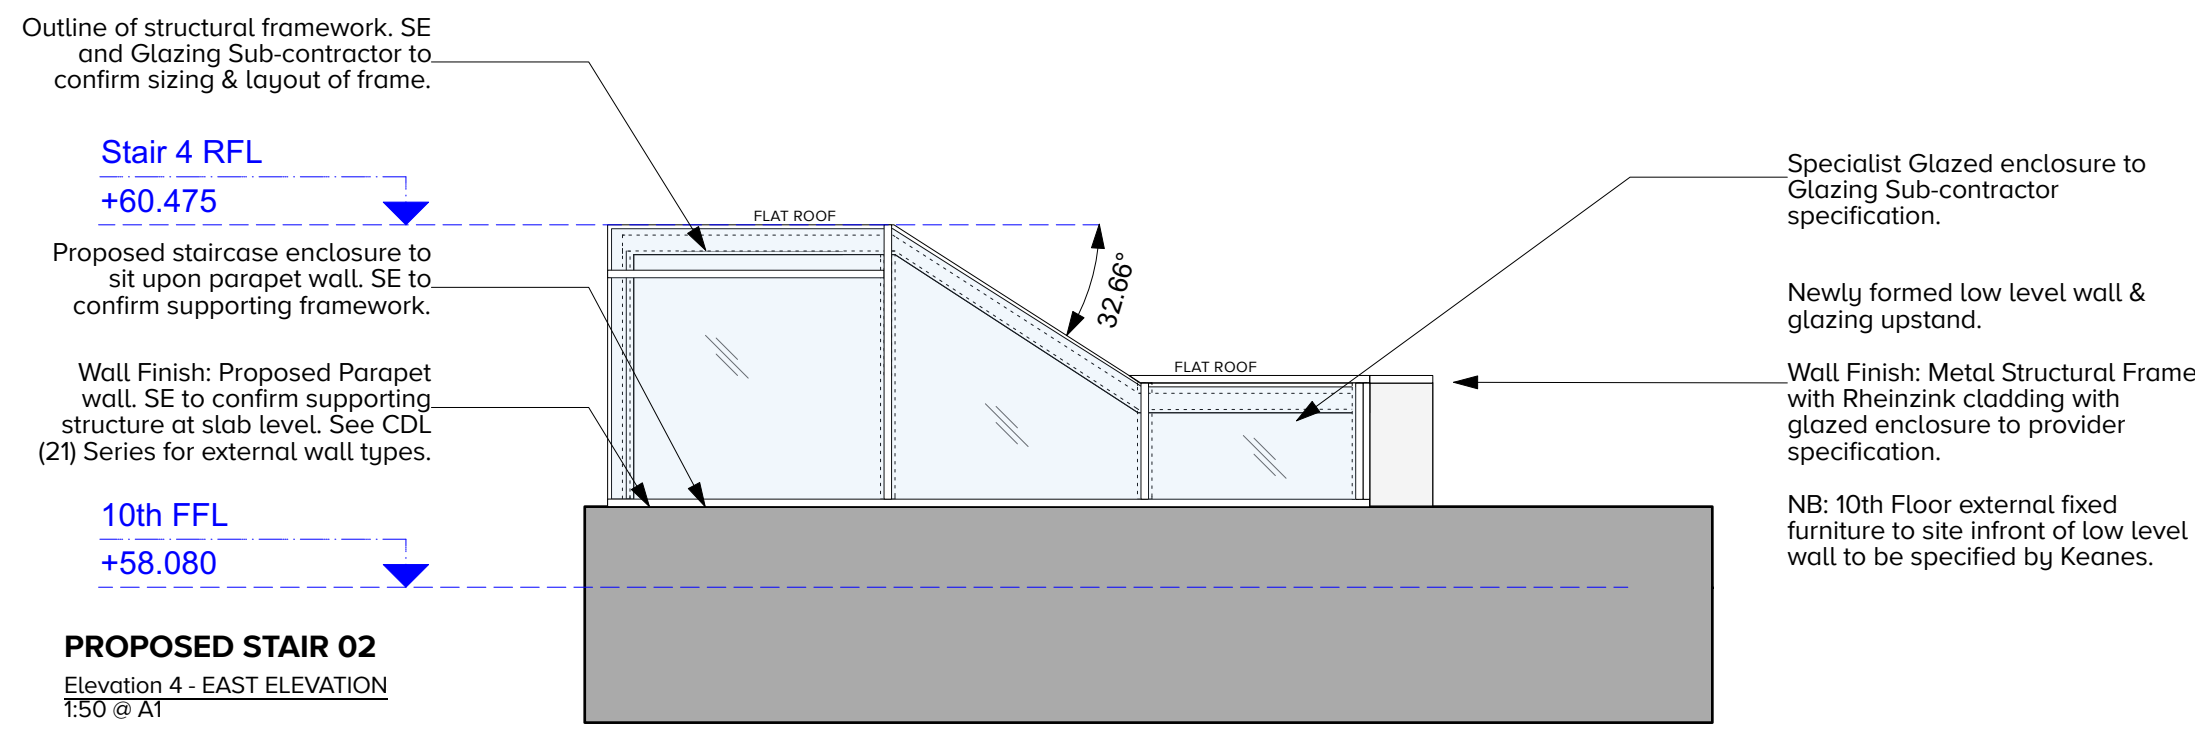 Outline of structural framework. SE
and Glazing Sub-contractor to
confirm sizing & layout of frame.
Stair 4 RFL
+60.475
Proposed staircase enclosure to
sit upon parapet wall. SE to
confirm supporting framework.
Wall Finish: Proposed Parapet
wall. SE to confirm supporting
structure at slab level. See CDL
(21) Series for external wall types.
10th FFL
+58.080
PROPOSED STAIR 02
Elevation 4 - EAST ELEVATION
1:50 @ A1
FLAT ROOF
32.66°
FLAT ROOF
Specialist Glazed enclosure to
Glazing Sub-contractor
specification.
Newly formed low level wall &
glazing upstand.
Wall Finish: Metal Structural Frame
with Rheinzink cladding with
glazed enclosure to provider
specification.
NB: 10th Floor external fixed
furniture to site infront of low level
wall to be specified by Keanes.